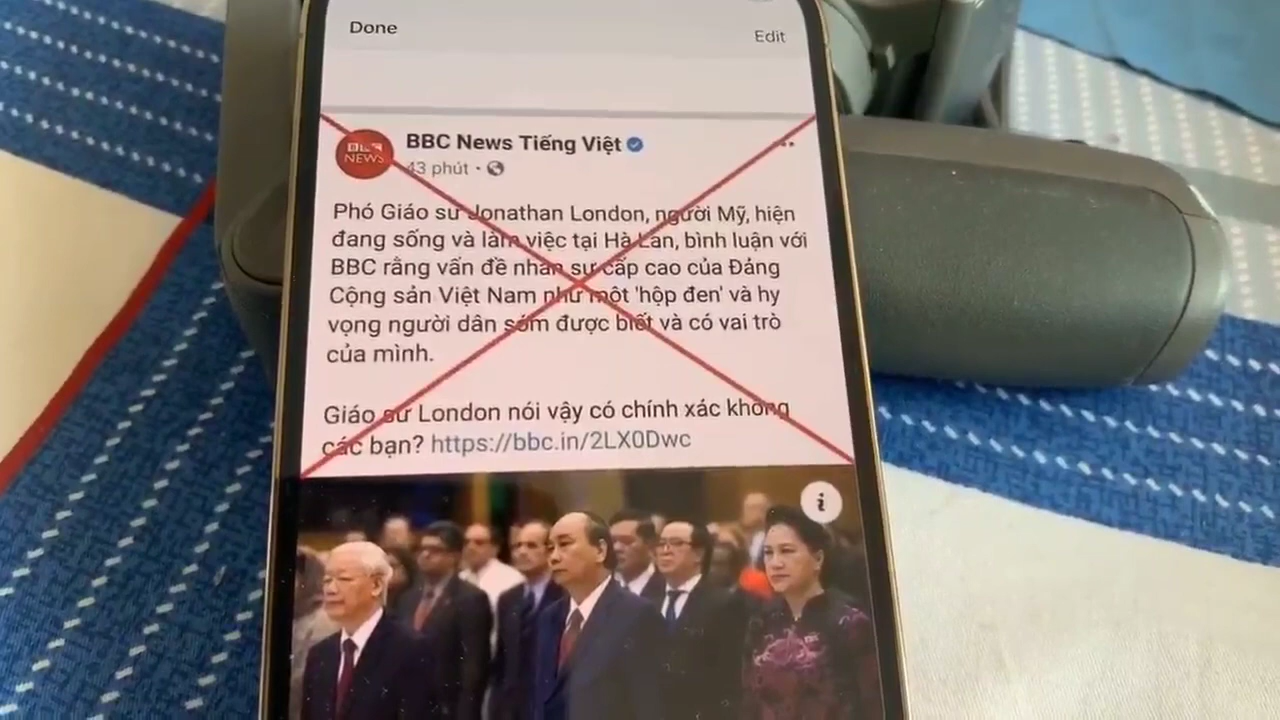 Done
Edit
BBC
NEWS
BBC News Tiếng Việt
43 phút ·
Phó Giáo sư Jonathan London, người Mỹ, hiện
đang sống và làm việc tại Hà Lan, bình luận với
BBC rằng vấn đề nhân sự cấp cao của Đảng
Cộng sản Việt Nam như một 'hộp đen' và hy
vọng người dân sớm được biết và có vai trò
của mình.
Giáo sư London nói vậy có chính xác không
các bạn? https://bbc.in/2LX0Dwc
i